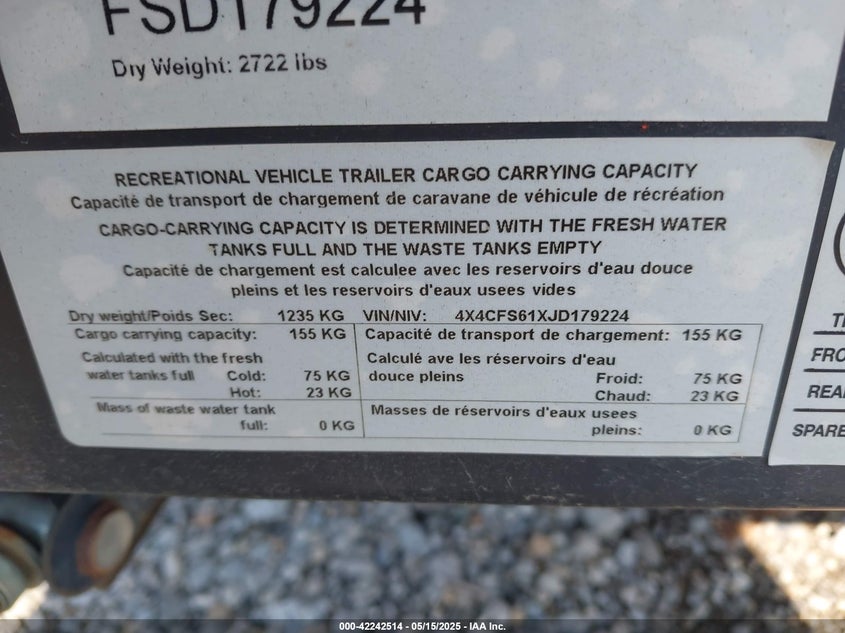 FSD179224
Dry Weight: 2722 lbs
RECREATIONAL VEHICLE TRAILER CARGO CARRYING CAPACITY
Capacité de transport de chargement de caravane de véhicule de récréation
CARGO-CARRYING CAPACITY IS DETERMINED WITH THE FRESH WATER
TANKS FULL AND THE WASTE TANKS EMPTY
Capacité de chargement est calculee avec les reservoirs d'eau douce
pleins et les reservoirs d'eaux usees vides
Dry weight/Poids Sec: 1235 KG VIN/NIV: 4X4CFS61XJD179224
Cargo carrying capacity: 155 KG Capacité de transport de chargement: 155 KG
Calculated with the fresh Calculé ave les réservoirs d'eau
water tanks full Cold: 75 KG douce pleins Froid: 75 KG
Hot: 23 KG Chaud: 23 KG
Mass of waste water tank Masses de réservoirs d'eaux usees
full: 0 KG pleins: 0 KG
SPARE
000-42242514 - 05/15/2025 - IAA Inc.